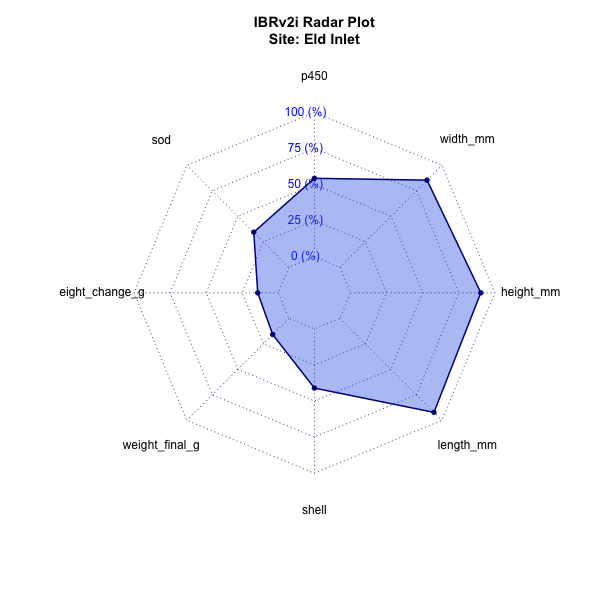 IBRv2i Radar Plot
Site: Eld Inlet
p450
100 (%)
sod
width_mm
75 (%)
50 (%)
25 (%)
0 (%)
eight_change_g
height_mm
weight_final_g
length_mm
shell